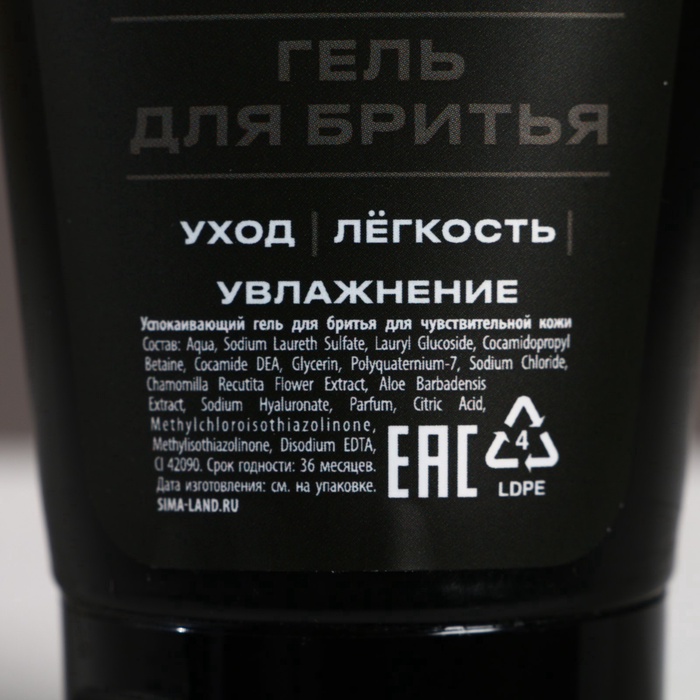 ГЕЛЬ
ДЛЯ БРИТЬЯ
УХОД | ЛЁГКОСТЬ |
УВЛАЖНЕНИЕ
Успокаивающий гель для бритья для чувствительной кожи
Состав: Aqua, Sodium Laureth Sulfate, Lauryl Glucoside, Cocamidopropyl
Betaine, Cocamide DEA, Glycerin, Polyquaternium-7, Sodium Chloride,
Chamomilla Recutita Flower Extract, Aloe Barbadensis
Extract, Sodium Hyaluronate, Parfum, Citric Acid,
Methylchloroisothiazolinone,
Methylisothiazolinone, Disodium EDTA,
CI 42090. Срок годности: 36 месяцев.
Дата изготовления: см. на упаковке.
SIMA-LAND.RU
EAC
4
LDPE